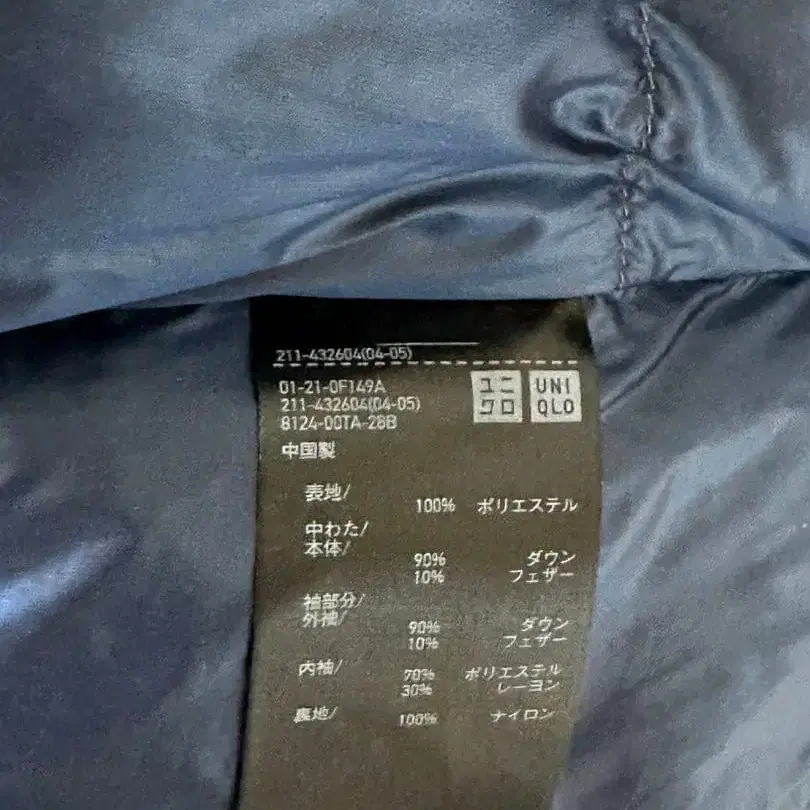 211-432604(04-05)
ユニクロ
UNIQLO
01-21-0F149A
211-432604(04-05)
8124-00TA-28B
中国製
表地/
100% ポリエステル
中わた/
本体/
90% ダウン
10% フェザー
袖部分/
外袖/
90% ダウン
10% フェザー
内袖/
70% ポリエステル
30% レーヨン
裏地/
100% ナイロン